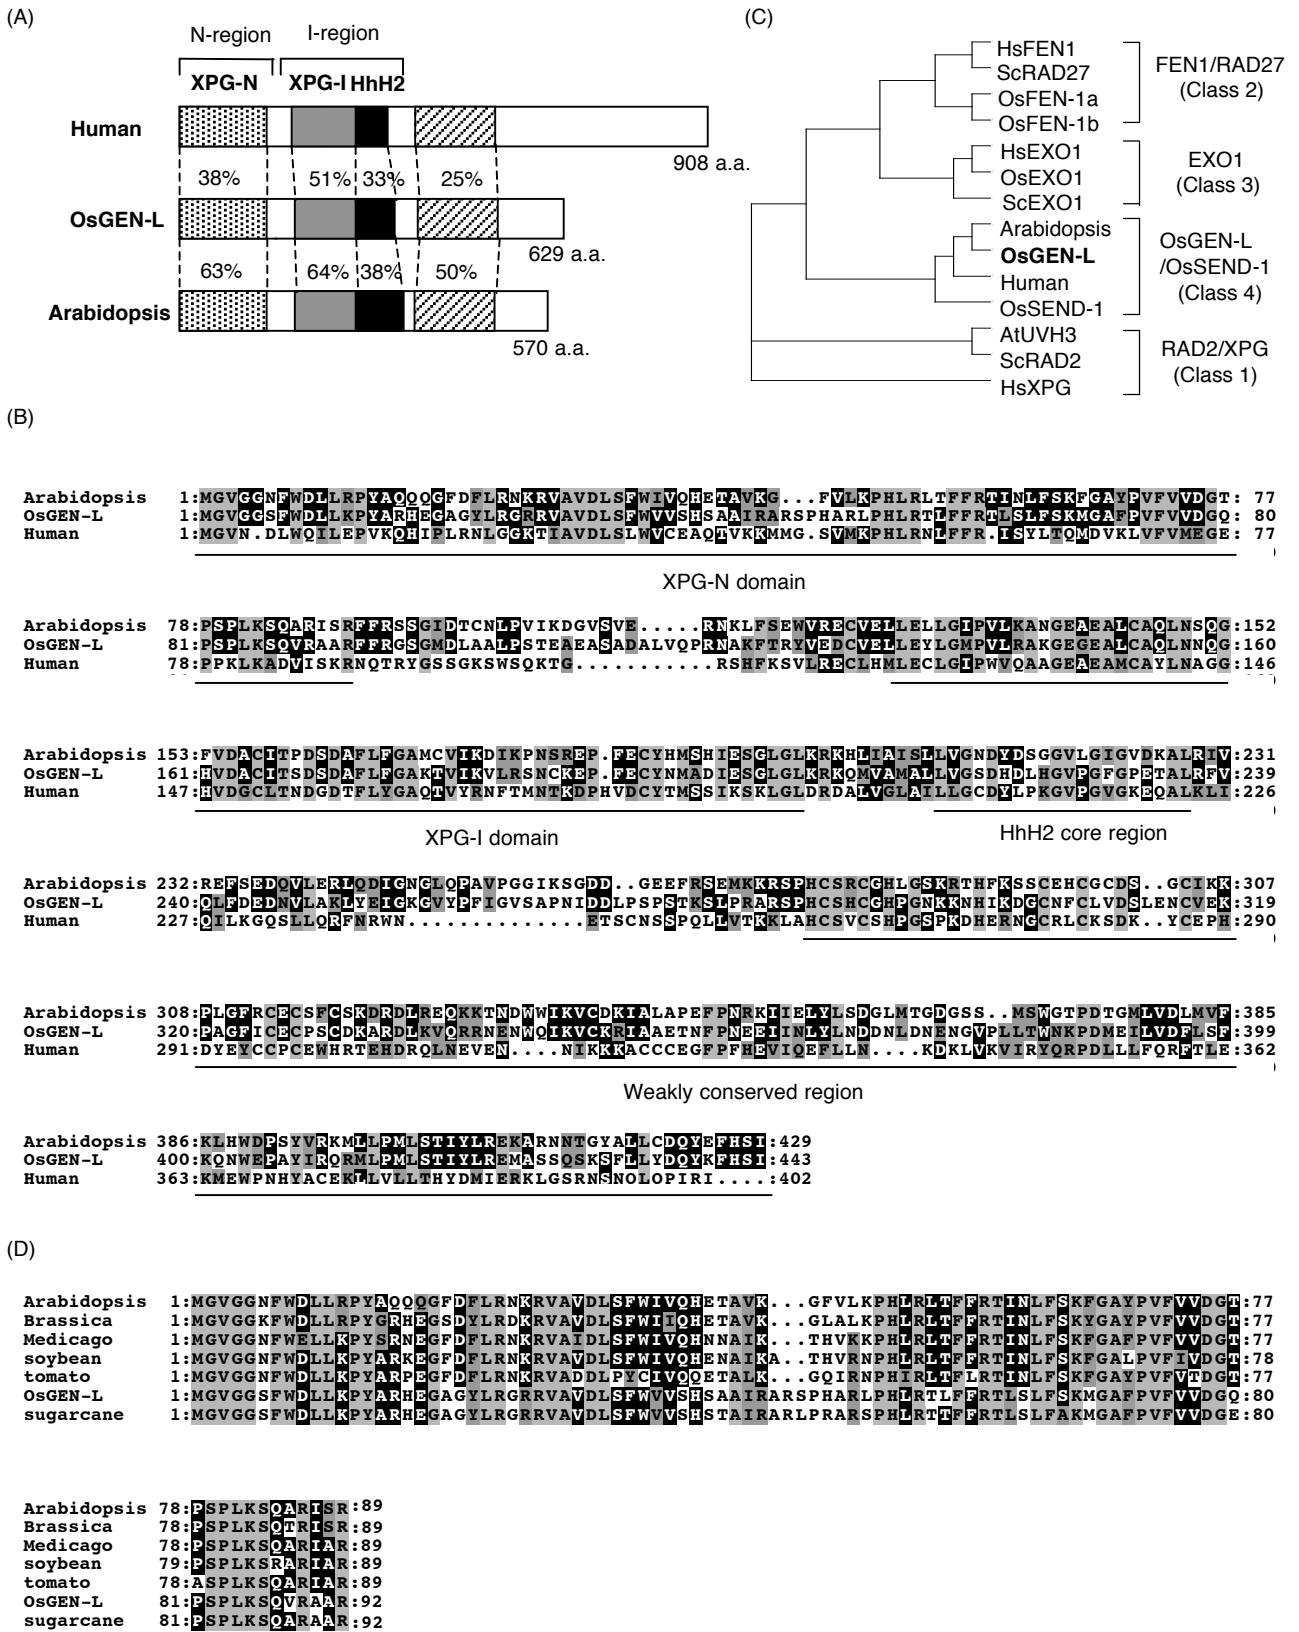 (A)
N-region I-region
XPG-N XPG-I HhH2
Human
908 a.a.
38% 51% 33% 25%
OsGEN-L
629 a.a.
63% 64% 38% 50%
Arabidopsis
570 a.a.
(C)
HsFEN1
ScRAD27
OsFEN-1a
OsFEN-1b
FEN1/RAD27
(Class 2)
HsEXO1
OsEXO1
ScEXO1
EXO1
(Class 3)
Arabidopsis
OsGEN-L
Human
OsSEND-1
OsGEN-L
/OsSEND-1
(Class 4)
AtUVH3
ScRAD2
HsXPG
RAD2/XPG
(Class 1)
(B)
Arabidopsis 1:MGVGGNFWDLLRPYAQQQGFDFLRNKRVAVDLSFWIVQHETAVKG...FVLKPHLRLTFFRTINLFSKFGAYPVFVVDGT: 77
OsGEN-L 1:MGVGGSFWDLLKPYARHEGAGYLRGRRVAVDLSFWVVSHSAAIRARSPHARLPHLRTLFFRTLSLFSKMGAFPVFVVDGQ: 80
Human 1:MGVN.DLWQILEPVKQHIPLRNLGGKTIAVDLSLWVCEAQTVKKMMG.SVMKPHLRNLFFR.ISYLTQMDVKLVFVMEGE: 77
XPG-N domain
Arabidopsis 78:PSPLKSQARISRFFRSSGIDTCNLPVIKDGVSVE.....RNKLFSEWVRECVELLELLGIPVLKANGEAEALCAQLNSQG:152
OsGEN-L 81:PSPLKSQVRAARFFRGSGMDLAALPSTEAEASADALVQPRNAKFTRYVEDCVELLEYLGMPVLRAKGEGEALCAQLNNQG:160
Human 78:PPKLKADVISKRNQTRYGSSGKSWSQKTG...........RSHFKSVLRECLHMLECLGIPWVQAAGEAEAMCAYLNAGG:146
Arabidopsis 153:FVDACITPDSDAFLFGAMCVIKDIKPNSREP.FECYHMSHIESGLGLKRKHLIAISLLVGNDYDSGGVLGIGVDKALRIV:231
OsGEN-L 161:HVDACITSDSDAFLFGAKTVIKVLRSNCKEP.FECYNMADIESGLGLKRKQMVAMALLVGSDHDLHGVPGFGPETALRFV:239
Human 147:HVDGCLTNDGDTFLYGAQTVYRNFTMNTKDPHVDCYTMSSIKSKLGLDRDALVGLAILLGCDYLPKGVPGVGKEQALKLI:226
XPG-I domain
HhH2 core region
Arabidopsis 232:REFSEDQVLERLQDIGNGLQPAVPGGIKSGDD..GEEFRSEMKKRSPHCSRCGHLGSKRTHFKSSCEHCGCDS..GCIKK:307
OsGEN-L 240:QLFDEDNVLAKLYEIGKGVYPFIGVSAPNIDDLPSPSTKSLPRARSPHCSHCGHPGNKKNHIKDGCNFCLVDSLENCVEK:319
Human 227:QILKGQSLLQRFNRWN..............ETSCNSSPQLLVTKKLAHCSVCSHPGSPKDHERNGCRLCKSDK..YCEPH:290
Arabidopsis 308:PLGFRCECSFCSKDRDLREQKKTNDWWIKVCDKIALAPEFPNRKIIELYLSDGLMTGDGSS..MSWGTPDTGMLVDLMVF:385
OsGEN-L 320:PAGFICECPSCDKARDLKVQRRNENWQIKVCKRIAAETNFPNEEIINLYLNDDNLDNENGVPLLTWNKPDMEILVDFLSF:399
Human 291:DYEYCCPCEWHRTEHDRQLNEVEN....NIKKKACCCEGFPFHEVIQEFLLN....KDKLVKVIRYQRPDLLLFQRFTLE:362
Weakly conserved region
Arabidopsis 386:KLHWDPSYVRKMLLPMLSTIYLREKARNNTGYALLCDQYEFHSI:429
OsGEN-L 400:KQNWEPAYIRQRMLPMLSTIYLREMASSQSKSFLLYDQYKFHSI:443
Human 363:KMEWPNHYACEKLLVLLTHYDMIERKLGSRNSNOLOPIRI....:402
(D)
Arabidopsis 1:MGVGGNFWDLLRPYAQQQGFDFLRNKRVAVDLSFWIVQHETAVK...GFVLKPHLRLTFFRTINLFSKFGAYPVFVVDGT:77
Brassica 1:MGVGGKFWDLLRPYGRHEGSDYLRDKRVAVDLSFWIIQHETAVK...GLALKPHLRLTFFRTINLFSKYGAYPVFVVDGT:77
Medicago 1:MGVGGNFWELLKPYSRNEGFDFLRNKRVAIDLSFWIVQHNNAIK...THVRKPHLRLTFFRTINLFSKFGAFPVFVVDGT:77
soybean 1:MGVGGNFWDLLKPYARKEGFDFLRNKRVAVDLSFWIVQHENAIKA..THVRNPHLRLTFFRTINLFSKFGALPVFIVDGT:78
tomato 1:MGVGGNFWDLLKPYARPEGFDFLRNKRVADDLPYCIVQQETALK...GQIRNPHIRLTFLRTINLFSKFGAYPVFVTDGT:77
OsGEN-L 1:MGVGGSFWDLLKPYARHEGAGYLRGRRVAVDLSFWVVSHSAAIRARSPHARLPHLRTLFFRTLSLFSKMGAFPVFVVDGQ:80
sugarcane 1:MGVGGSFWDLLKPYARHEGAGYLRGRRVAVDLSFWVVSHSTAIRARLPRARSPHLRTTFFRTLSLFAKMGAFPVFVVDGE:80
Arabidopsis 78:PSPLKSQARISR:89
Brassica 78:PSPLKSQTRISR:89
Medicago 78:PSPLKSQARIAR:89
soybean 79:PSPLKSRARIAR:89
tomato 78:ASPLKSQARIAR:89
OsGEN-L 81:PSPLKSQVRAAR:92
sugarcane 81:PSPLKSQARAAR:92